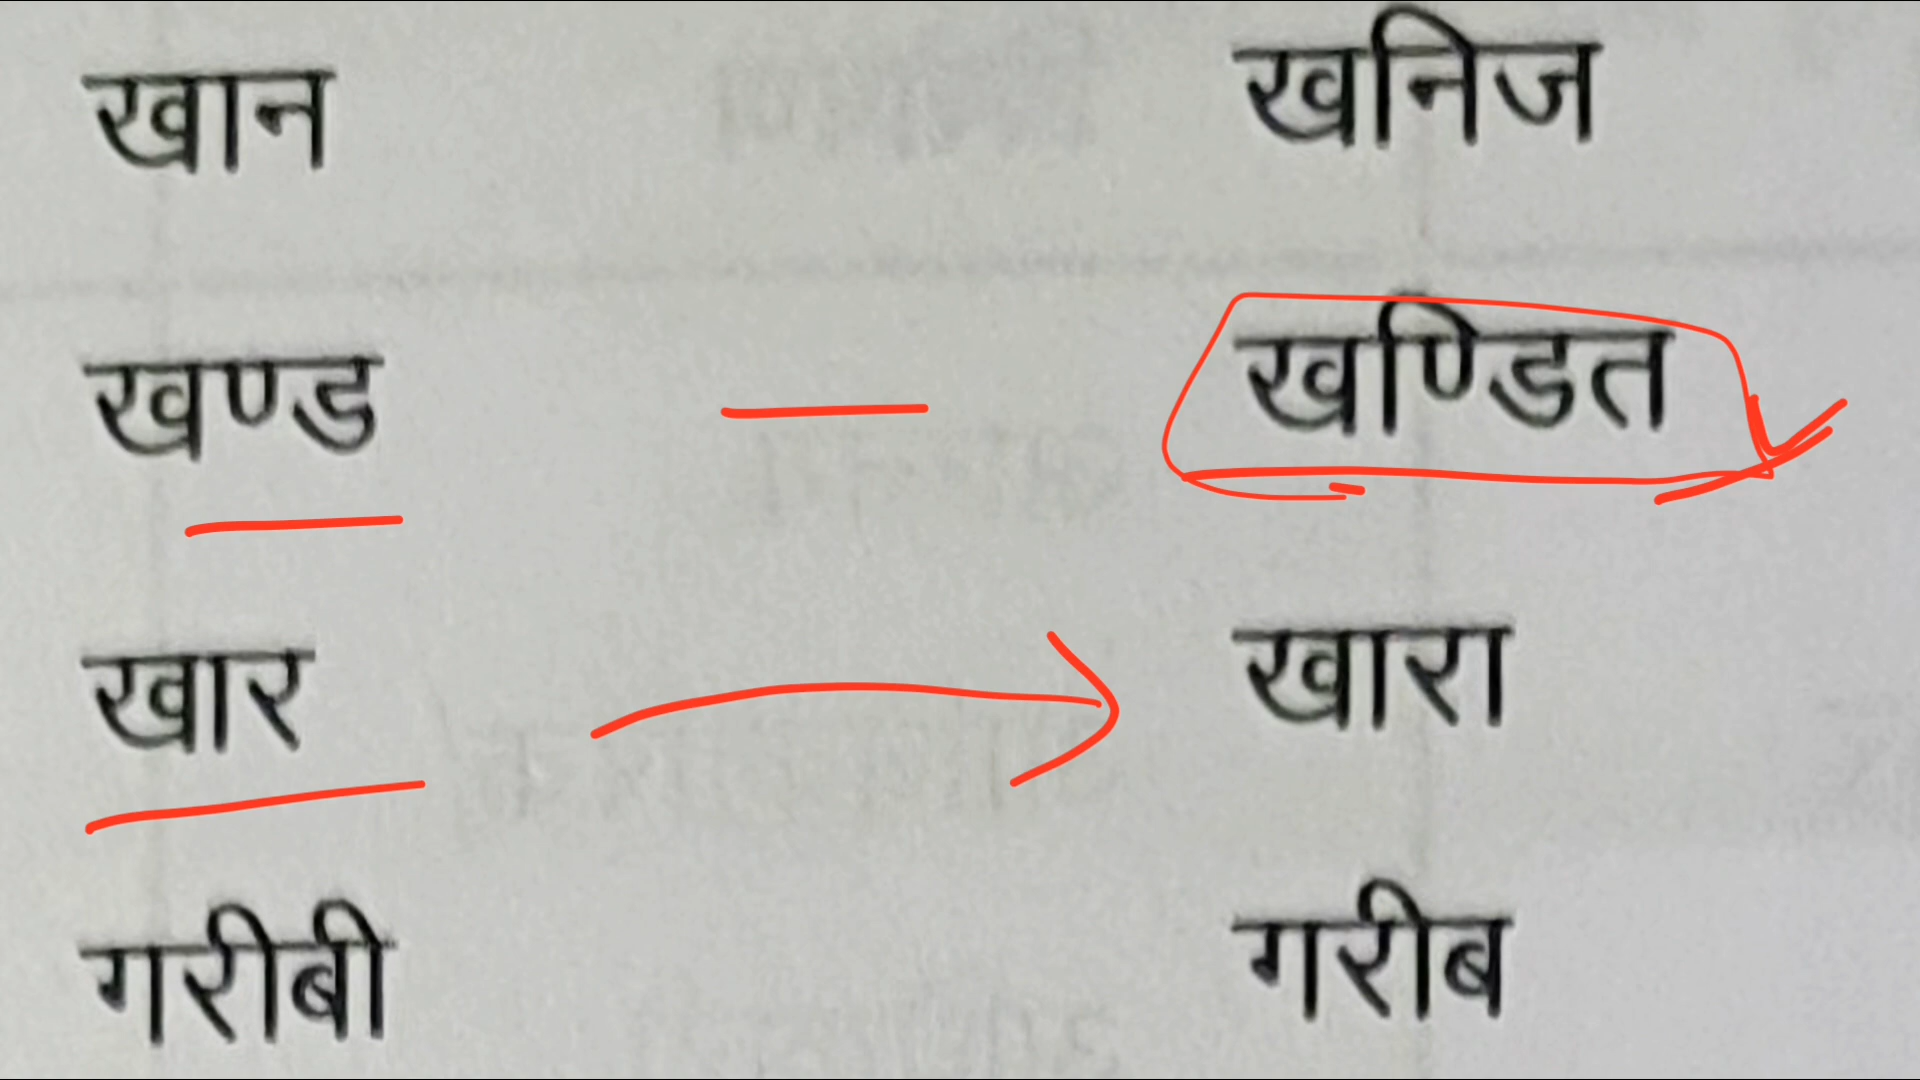 खान खनिज
खण्ड खण्डित
खार खारा
गरीबी गरीब